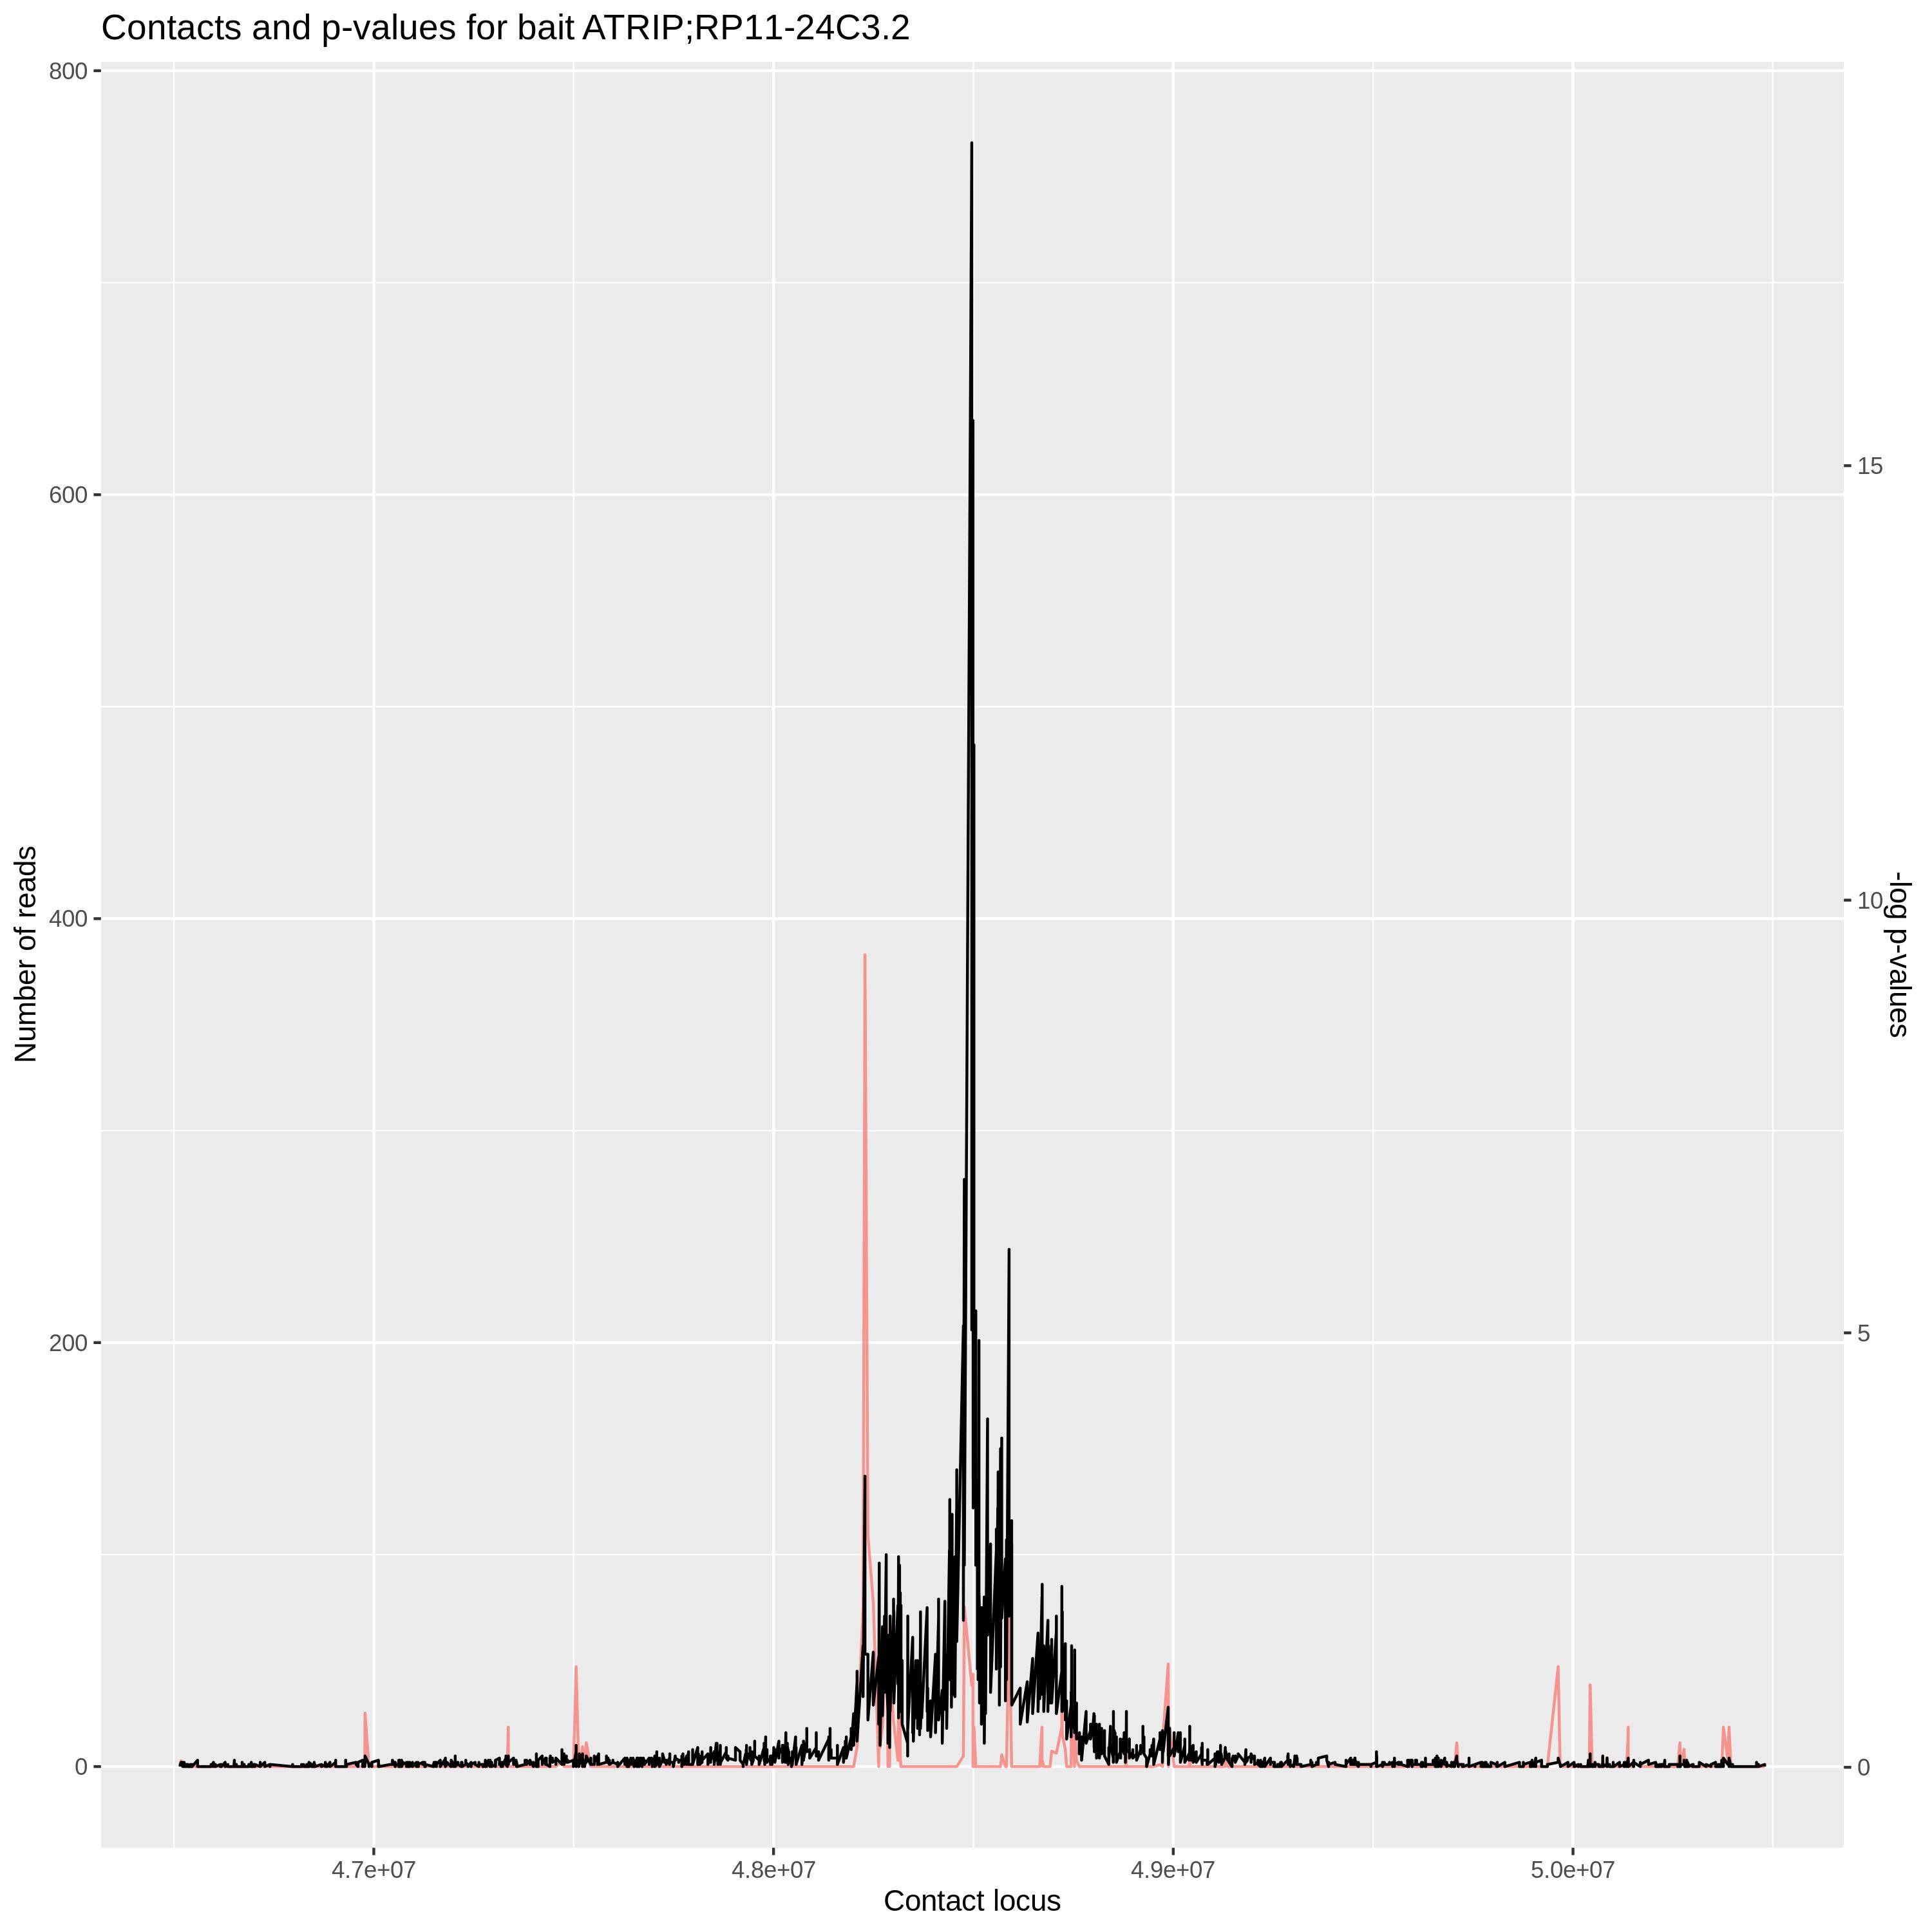 Contacts and p-values for bait ATRIP;RP11-24C3.2
800
600
400
200
0
Number of reads
15
10
5
0
-log p-values
4.7e+07
4.8e+07
4.9e+07
5.0e+07
Contact locus